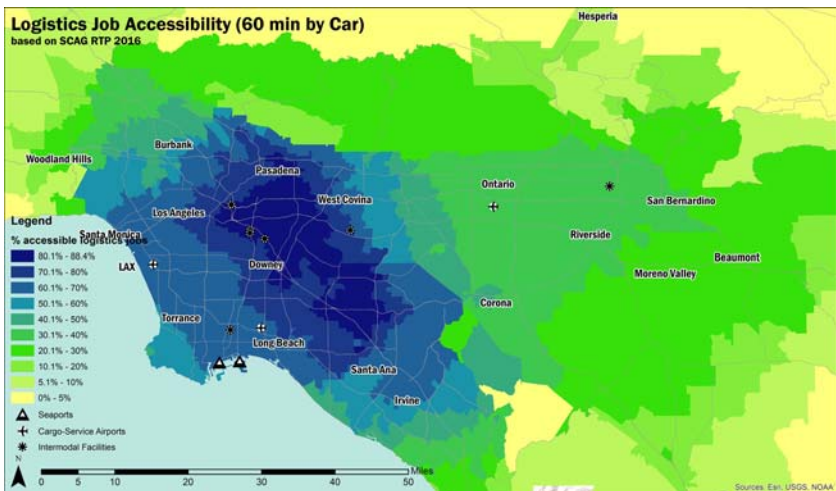 Logistics Job Accessibility (60 min by Car)
based on SCAG RTP 2016
Hesperia
Burbank
Woodland Hills
Pasadena
Ontario
West Covina
San Bernardino
Los Angeles
Legend
Santa Monica
Riverside
% accessible logistics jobs
Beaumont
80.1% - 88.4%
LAX
Downey
Moreno Valley
70.1% - 80%
60.1% - 70%
50.1% - 60%
Corona
40.1% - 50%
Torrance
30.1% - 40%
Long Beach
20.1% - 30%
10.1% - 20%
Santa Ana
5.1% - 10%
0% - 5%
Irvine
Seaports
Cargo-Service Airports
Intermodal Facilities
N
Miles
0 5 10 20 30 40 50
Sources: Esri, USGS, NOAA